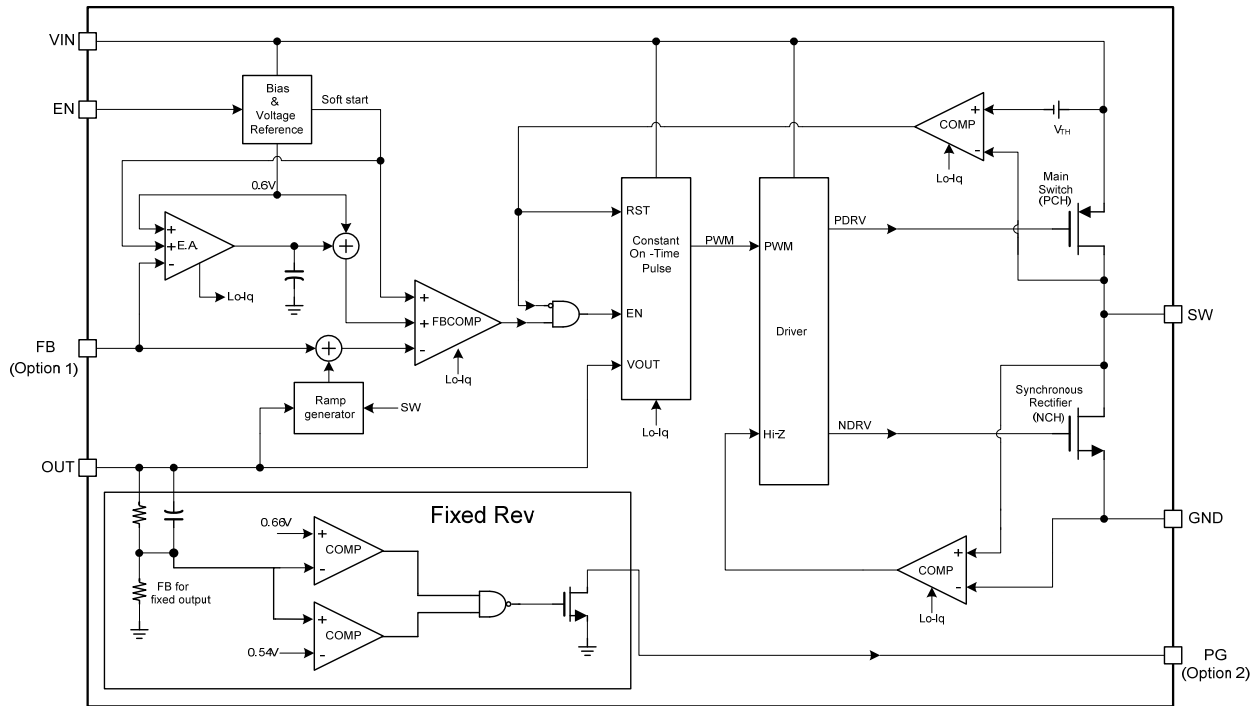 VIN
EN
Bias
&
Voltage
Reference
Soft start
0.6V
+
+
-
E.A.
Lo-Iq
+
FB
(Option 1)
+
Ramp
generator
SW
+
+
-
FBCOMP
Lo-Iq
OUT
RST
Constant
On -Time
Pulse
EN
VOUT
Lo-Iq
PWM
PWM
Driver
Hi-Z
PDRV
NDRV
+
-
COMP
Lo-Iq
VTH
Main
Switch
(PCH)
SW
Synchronous
Rectifier
(NCH)
GND
+
-
COMP
Lo-Iq
Fixed Rev
0.66V
+
-
COMP
FB for
fixed output
+
-
COMP
0.54V
PG
(Option 2)